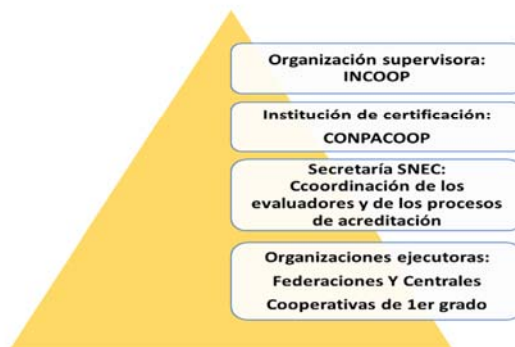 Organización supervisora:
INCOOP
Institución de certificación:
CONPACOOP
Secretaría SNEC:
Ccoordinación de los
evaluadores y de los procesos
de acreditación
Organizaciones ejecutoras:
Federaciones Y Centrales
Cooperativas de 1er grado